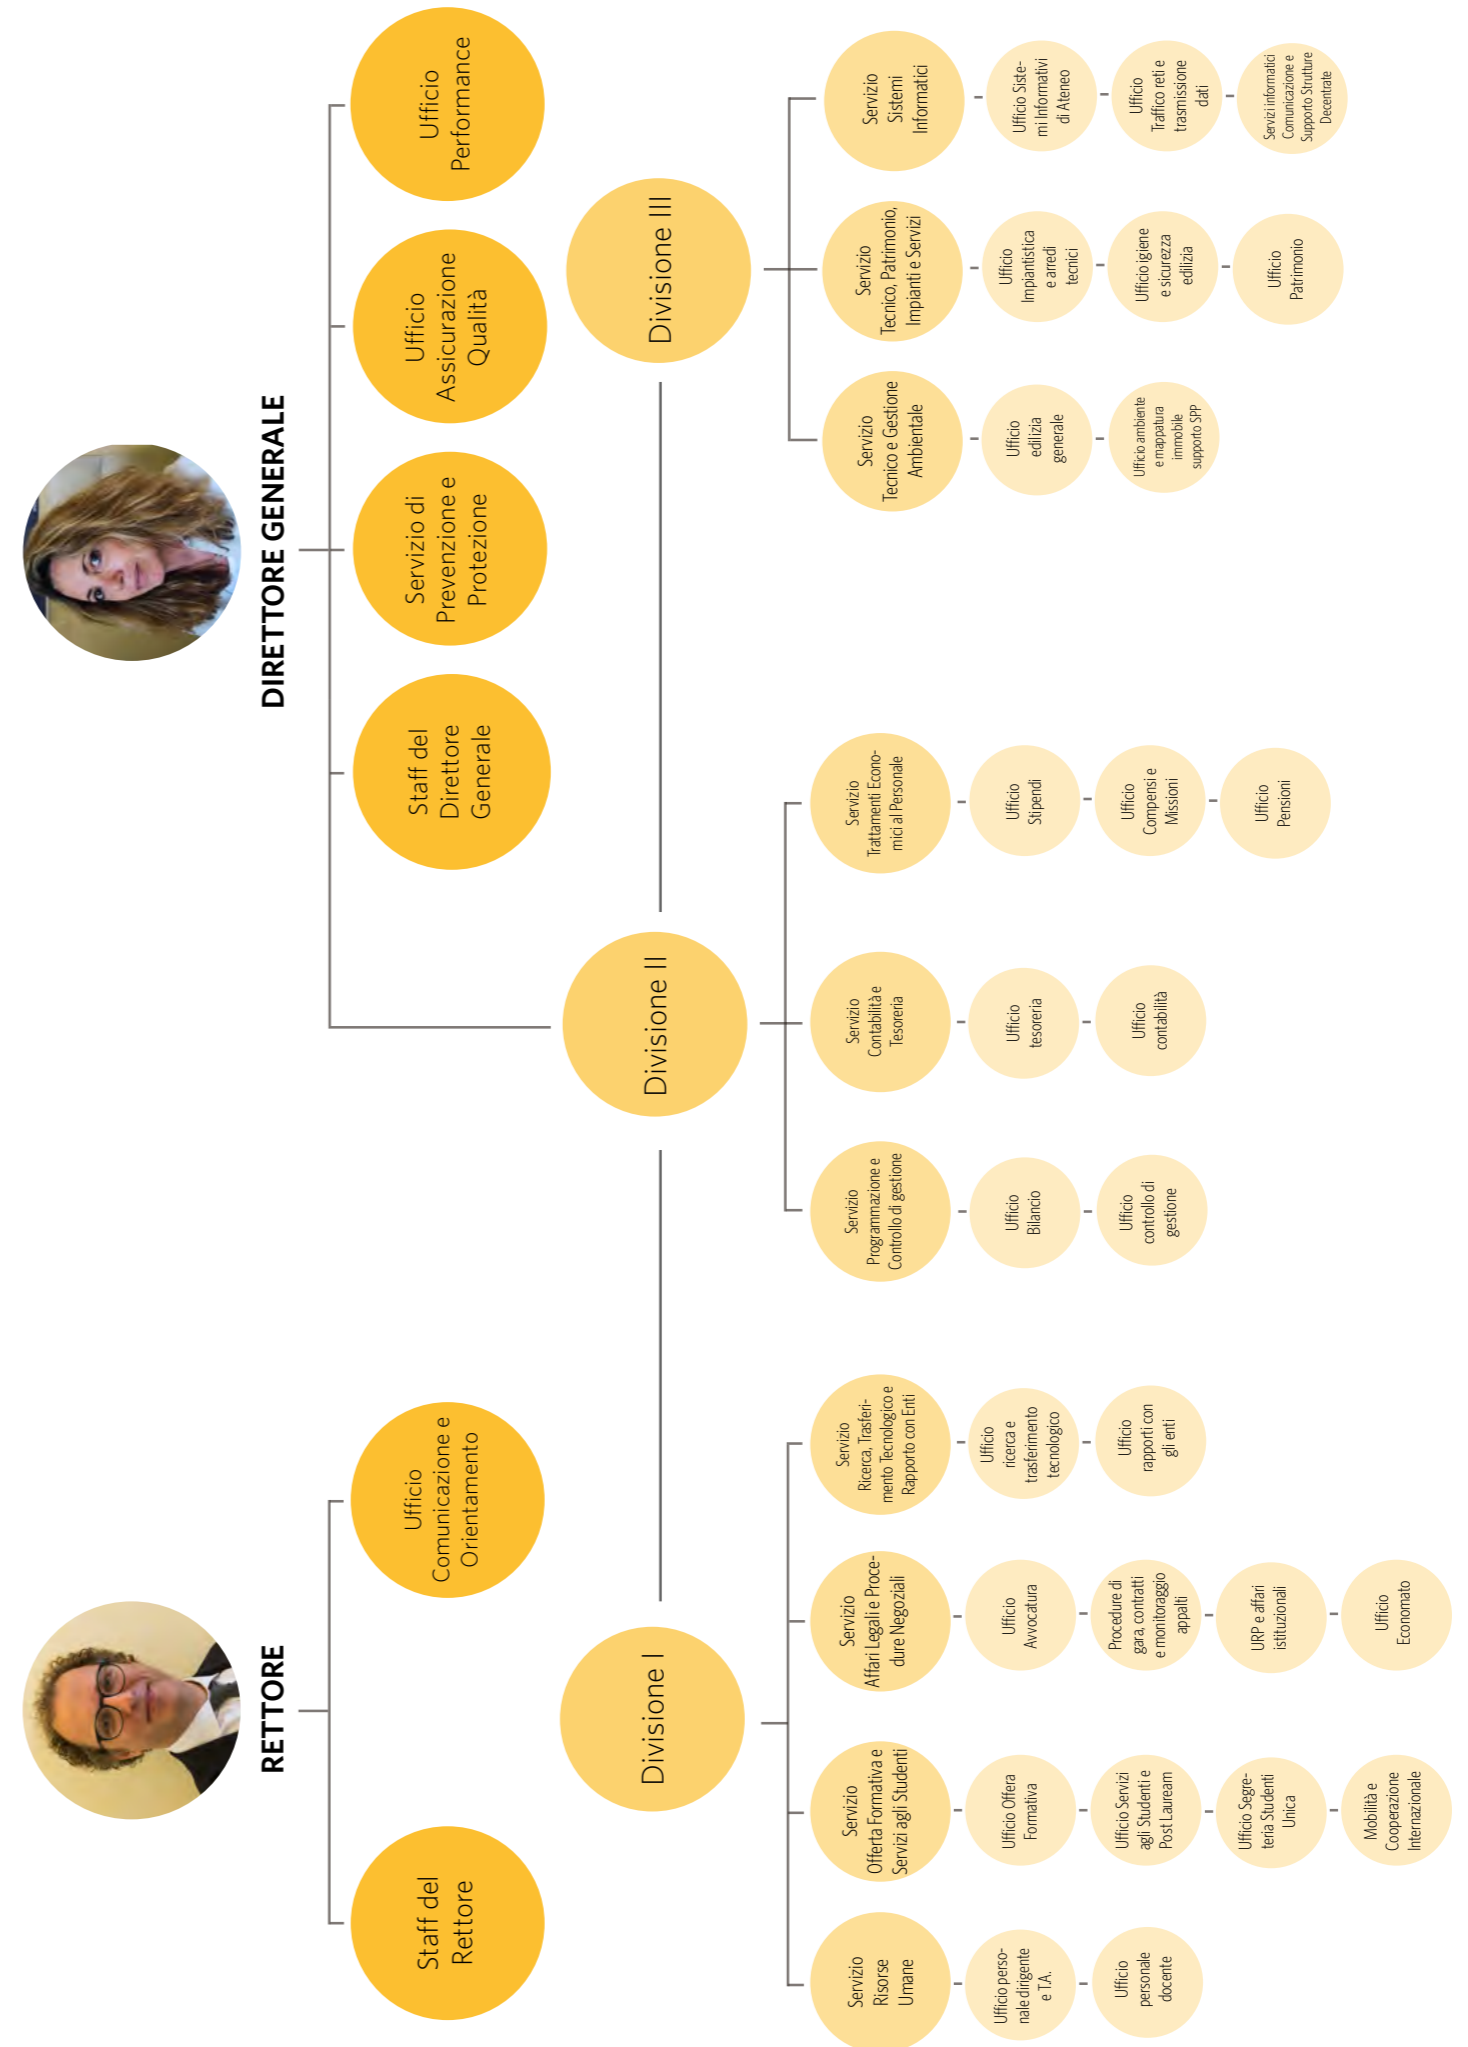 RETTORE
DIRETTORE GENERALE
Staff del
Rettore
Ufficio
Comunicazione e
Orientamento
Staff del
Direttore
Generale
Servizio di
Prevenzione e
Protezione
Ufficio
Assicurazione
Qualità
Ufficio
Performance
Divisione I
Divisione II
Divisione III
Servizio
Risorse
Umane
Ufficio perso-
nale dirigente
e T.A.
Ufficio
personale
docente
Servizio
Offerta Formativa e
Servizi agli Studenti
Ufficio Offera
Formativa
Ufficio Servizi
agli Studenti e
Post Lauream
Ufficio Segre-
teria Studenti
Unica
Mobilità e
Cooperazione
Internazionale
Servizio
Affari Legali e Proce-
dure Negoziali
Ufficio
Avvocatura
Procedure di
gara, contratti
e monitoraggio
appalti
URP e affari
istituzionali
Ufficio
Economato
Servizio
Ricerca, Trasferi-
mento Tecnologico e
Rapporto con Enti
Ufficio
ricerca e
trasferimento
tecnologico
Ufficio
rapporti con
gli enti
Servizio
Programmazione e
Controllo di gestione
Ufficio
Bilancio
Ufficio
controllo di
gestione
Servizio
Contabilità e
Tesoreria
Ufficio
tesoreria
Ufficio
contabilità
Servizio
Trattamenti Econo-
mici al Personale
Ufficio
Stipendi
Ufficio
Compensi e
Missioni
Ufficio
Pensioni
Servizio
Tecnico e Gestione
Ambientale
Ufficio
edilizia
generale
Ufficio ambiente
e mappatura
immobile
supporto SPP
Servizio
Tecnico, Patrimonio,
Impianti e Servizi
Ufficio
Impiantistica
e arredi
tecnici
Ufficio igiene
e sicurezza
edilizia
Ufficio
Patrimonio
Servizio
Sistemi
Informatici
Ufficio Siste-
mi Informativi
di Ateneo
Ufficio
Traffico reti e
trasmissione
dati
Servizi informatici
Comunicazione e
Supporto Strutture
Decentrate